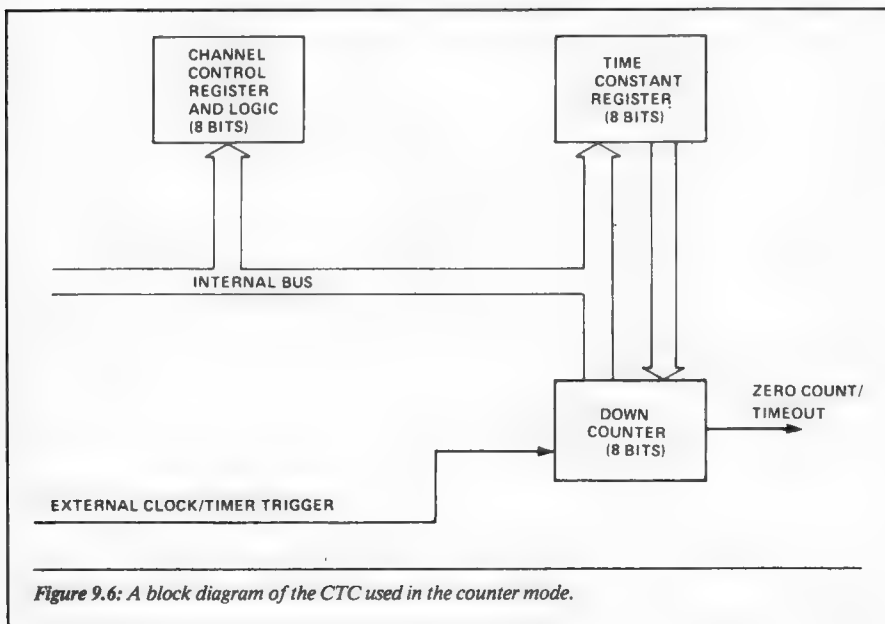 CHANNEL
CONTROL
REGISTER
AND LOGIC
(8 BITS)
TIME
CONSTANT
REGISTER
(8 BITS)
INTERNAL BUS
ZERO COUNT/
TIMEOUT
DOWN
COUNTER
(8 BITS)
EXTERNAL CLOCK/TIMER TRIGGER
Figure 9.6: A block diagram of the CTC used in the counter mode.